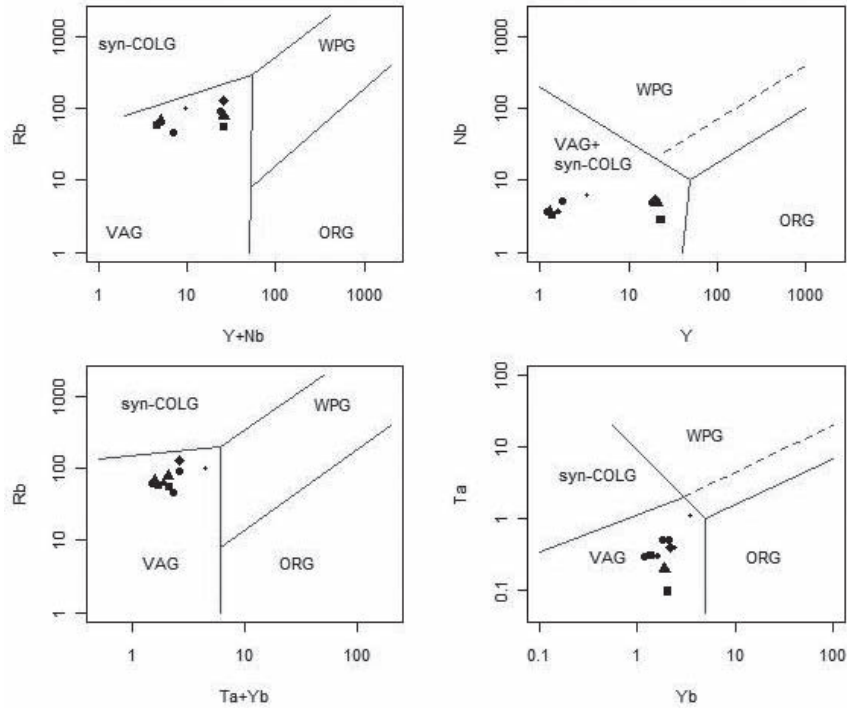 syn-COLG
WPG
VAG
ORG
Rb
1 10 100 1000
1 10 100 1000
Y+Nb
WPG
VAG+
syn-COLG
ORG
Nb
1 10 100 1000
1 10 100 1000
Y
syn-COLG
WPG
VAG
ORG
Rb
1 10 100 1000
1 10 100
Ta+Yb
WPG
syn-COLG
VAG
ORG
Ta
0.1 1 10 100
0.1 1 10 100
Yb